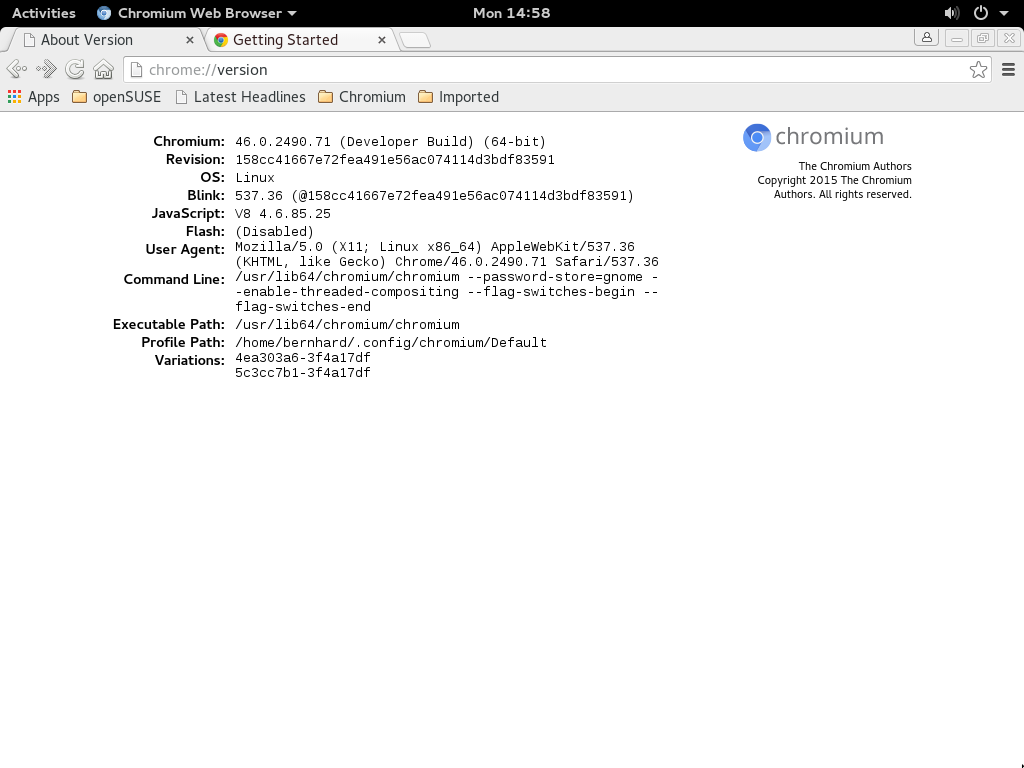 Activities Chromium Web Browser Mon 14:58
About Version Getting Started
chrome://version
Apps openSUSE Latest Headlines Chromium Imported
chromium
The Chromium Authors
Copyright 2015 The Chromium
Authors. All rights reserved.
Chromium: 46.0.2490.71 (Developer Build) (64-bit)
Revision: 158cc41667e72fea491e56ac074114d3bdf83591
OS: Linux
Blink: 537.36 (@158cc41667e72fea491e56ac074114d3bdf83591)
JavaScript: V8 4.6.85.25
Flash: (Disabled)
User Agent: Mozilla/5.0 (X11; Linux x86_64) AppleWebKit/537.36
(KHTML, like Gecko) Chrome/46.0.2490.71 Safari/537.36
Command Line: /usr/lib64/chromium/chromium --password-store=gnome -
-enable-threaded-compositing --flag-switches-begin --
flag-switches-end
Executable Path: /usr/lib64/chromium/chromium
Profile Path: /home/bernhard/.config/chromium/Default
Variations: 4ea303a6-3f4a17df
5c3cc7b1-3f4a17df